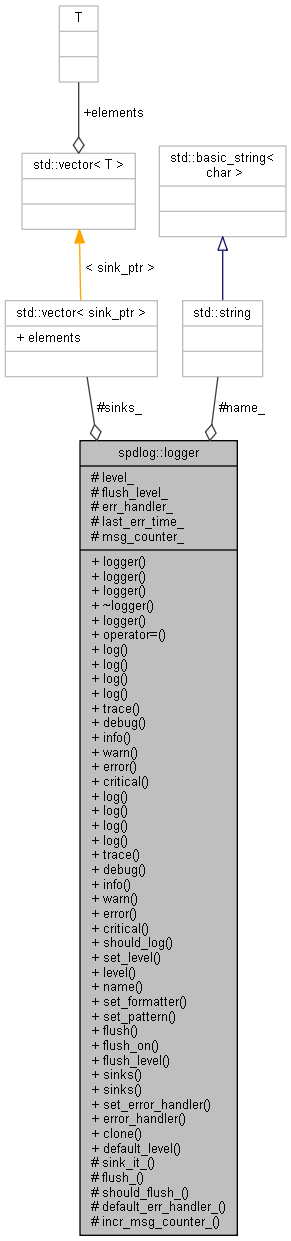 T
+elements
std::vector< T >
std::basic_string<
char >
< sink_ptr >
std::vector< sink_ptr >
+ elements
std::string
#sinks_
#name_
spdlog::logger
# level_
# flush_level_
# err_handler_
# last_err_time_
# msg_counter_
+ logger()
+ logger()
+ logger()
+ ~logger()
+ logger()
+ operator=()
+ log()
+ log()
+ log()
+ log()
+ trace()
+ debug()
+ info()
+ warn()
+ error()
+ critical()
+ log()
+ log()
+ log()
+ log()
+ trace()
+ debug()
+ info()
+ warn()
+ error()
+ critical()
+ should_log()
+ set_level()
+ level()
+ name()
+ set_formatter()
+ set_pattern()
+ flush()
+ flush_on()
+ flush_level()
+ sinks()
+ sinks()
+ set_error_handler()
+ error_handler()
+ clone()
+ default_level()
# sink_it_()
# flush_()
# should_flush_()
# default_err_handler_()
# incr_msg_counter_()